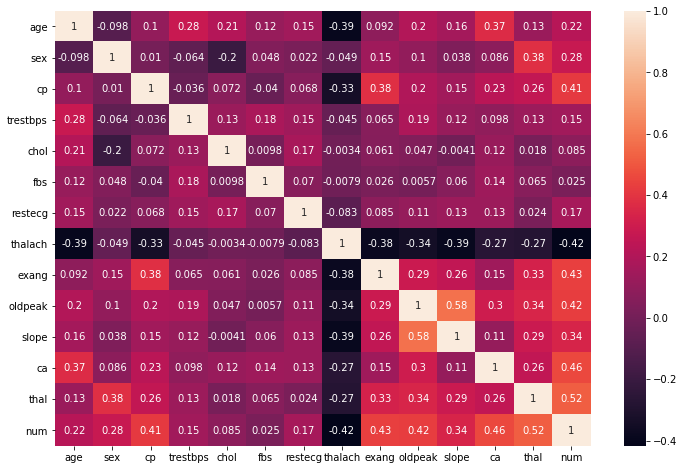 age 1 -0.098 0.1 0.28 0.21 0.12 0.15 -0.39 0.092 0.2 0.16 0.37 0.13 0.22
sex -0.098 1 0.01 -0.064 -0.2 0.048 0.022 -0.049 0.15 0.1 0.038 0.086 0.38 0.28
cp 0.1 0.01 1 -0.036 0.072 -0.04 0.068 -0.33 0.38 0.2 0.15 0.23 0.26 0.41
trestbps 0.28 -0.064 -0.036 1 0.13 0.18 0.15 -0.045 0.065 0.19 0.12 0.098 0.13 0.15
chol 0.21 -0.2 0.072 0.13 1 0.0098 0.17 -0.0034 0.061 0.047 -0.0041 0.12 0.018 0.085
fbs 0.12 0.048 -0.04 0.18 0.0098 1 0.07 -0.0079 0.026 0.0057 0.06 0.14 0.065 0.025
restecg 0.15 0.022 0.068 0.15 0.17 0.07 1 -0.083 0.085 0.11 0.13 0.13 0.024 0.17
thalach -0.39 -0.049 -0.33 -0.045 -0.0034 -0.0079 -0.083 1 -0.38 -0.34 -0.39 -0.27 -0.27 -0.42
exang 0.092 0.15 0.38 0.065 0.061 0.026 0.085 -0.38 1 0.29 0.26 0.15 0.33 0.43
oldpeak 0.2 0.1 0.2 0.19 0.047 0.0057 0.11 -0.34 0.29 1 0.58 0.3 0.34 0.42
slope 0.16 0.038 0.15 0.12 -0.0041 0.06 0.13 -0.39 0.26 0.58 1 0.11 0.29 0.34
ca 0.37 0.086 0.23 0.098 0.12 0.14 0.13 -0.27 0.15 0.3 0.11 1 0.26 0.46
thal 0.13 0.38 0.26 0.13 0.018 0.065 0.024 -0.27 0.33 0.34 0.29 0.26 1 0.52
num 0.22 0.28 0.41 0.15 0.085 0.025 0.17 -0.42 0.43 0.42 0.34 0.46 0.52 1
age sex cp trestbps chol fbs restecg thalach exang oldpeak slope ca thal num
1.0
0.8
0.6
0.4
0.2
0.0
−0.2
−0.4